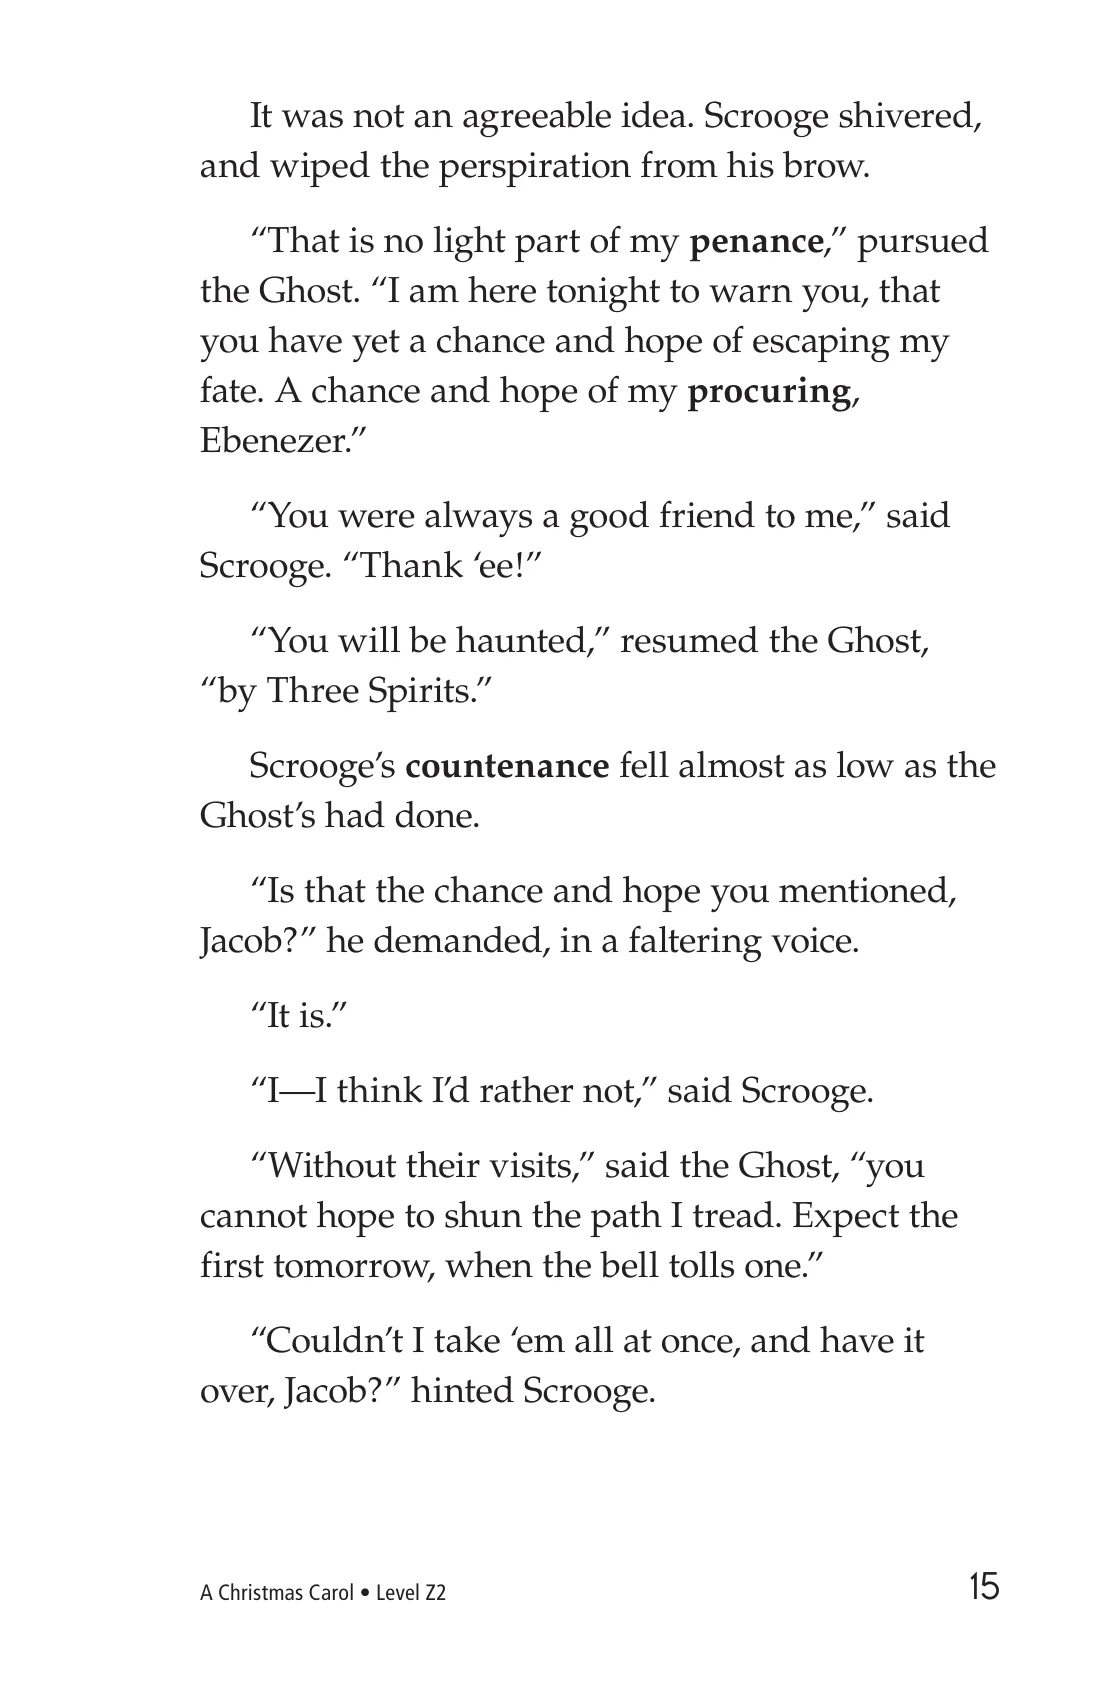 It was not an agreeable idea. Scrooge shivered,
and wiped the perspiration from his brow.
“That is no light part of my penance,” pursued
the Ghost. “I am here tonight to warn you, that
you have yet a chance and hope of escaping my
fate. A chance and hope of my procuring,
Ebenezer.”
“You were always a good friend to me,” said
Scrooge. “Thank ‘ee!”
“You will be haunted,” resumed the Ghost,
“by Three Spirits.”
Scrooge’s countenance fell almost as low as the
Ghost’s had done.
“Is that the chance and hope you mentioned,
Jacob?” he demanded, in a faltering voice.
“It is.”
“I—I think I’d rather not,” said Scrooge.
“Without their visits,” said the Ghost, “you
cannot hope to shun the path I tread. Expect the
first tomorrow, when the bell tolls one.”
“Couldn’t I take ‘em all at once, and have it
over, Jacob?” hinted Scrooge.
A Christmas Carol • Level Z2
15